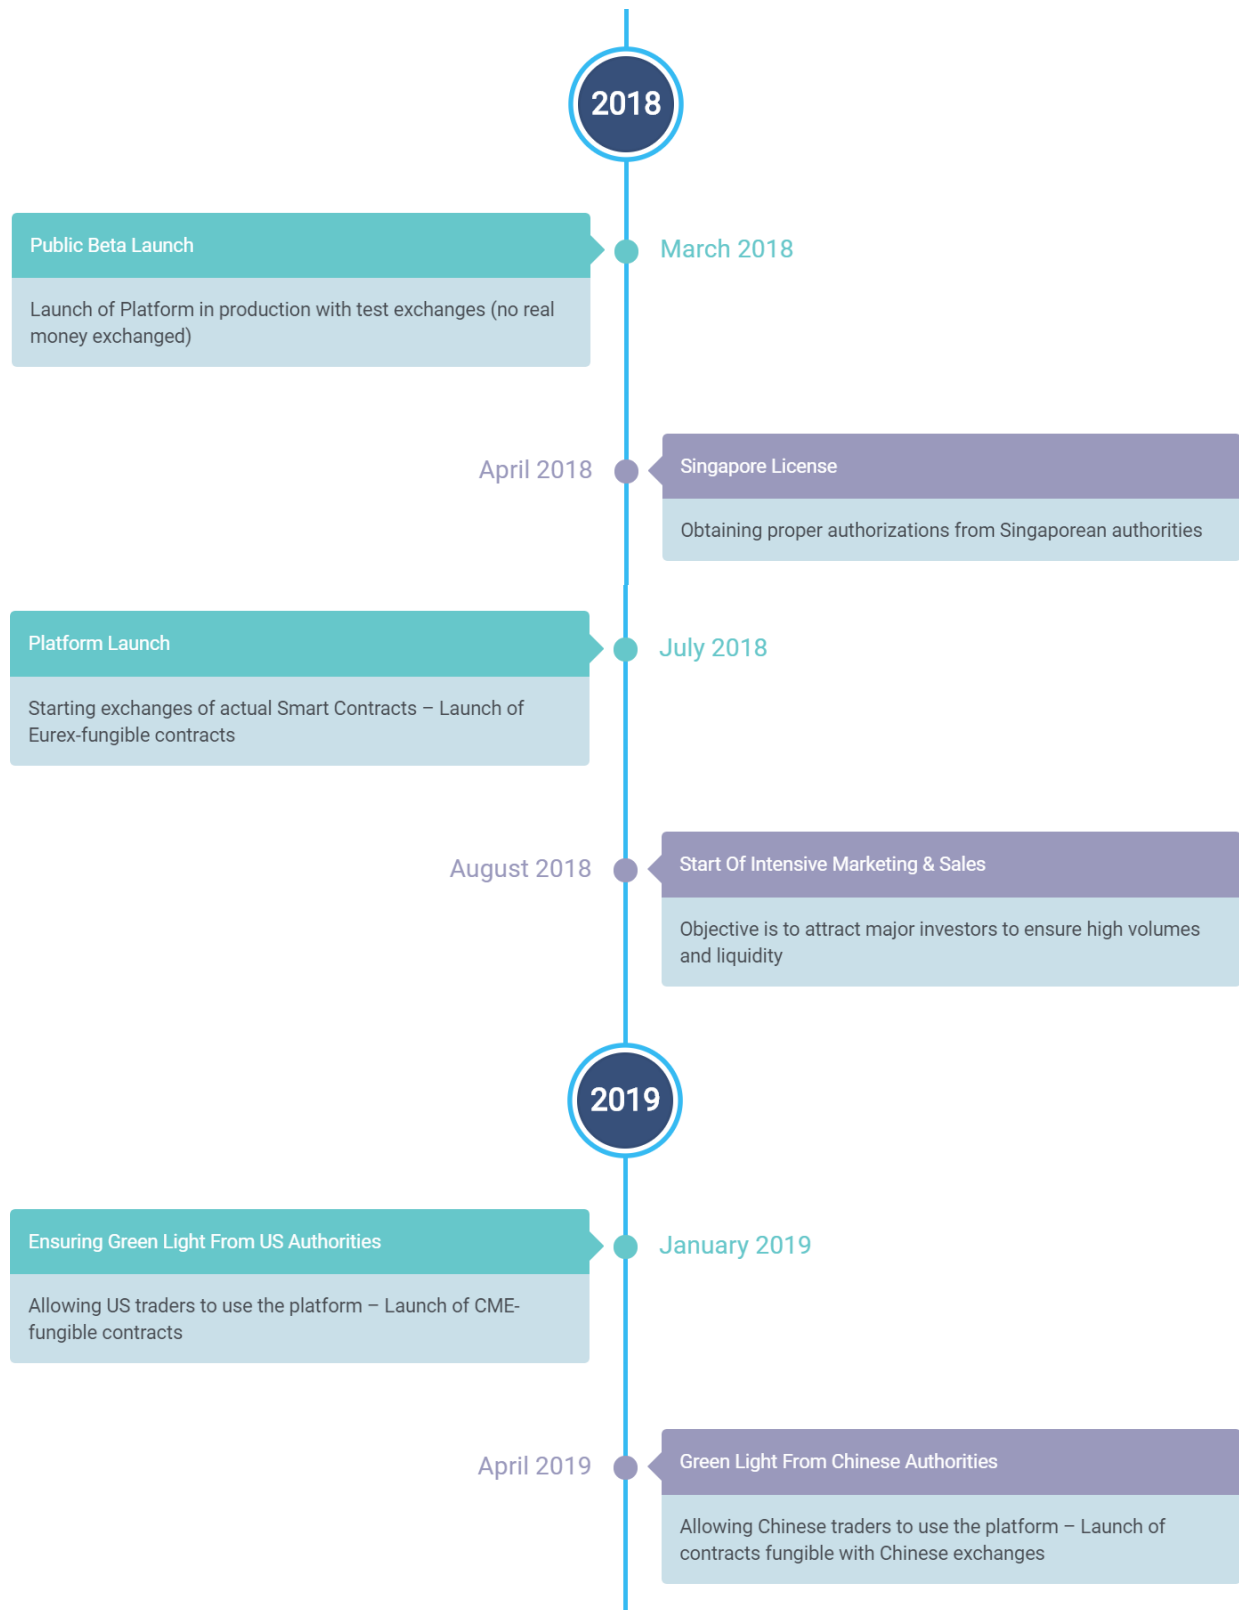 2018
Public Beta Launch
March 2018
Launch of Platform in production with test exchanges (no real
money exchanged)
April 2018
Singapore License
Obtaining proper authorizations from Singaporean authorities
Platform Launch
July 2018
Starting exchanges of actual Smart Contracts – Launch of
Eurex-fungible contracts
August 2018
Start Of Intensive Marketing & Sales
Objective is to attract major investors to ensure high volumes
and liquidity
2019
Ensuring Green Light From US Authorities
January 2019
Allowing US traders to use the platform – Launch of CME-
fungible contracts
April 2019
Green Light From Chinese Authorities
Allowing Chinese traders to use the platform – Launch of
contracts fungible with Chinese exchanges